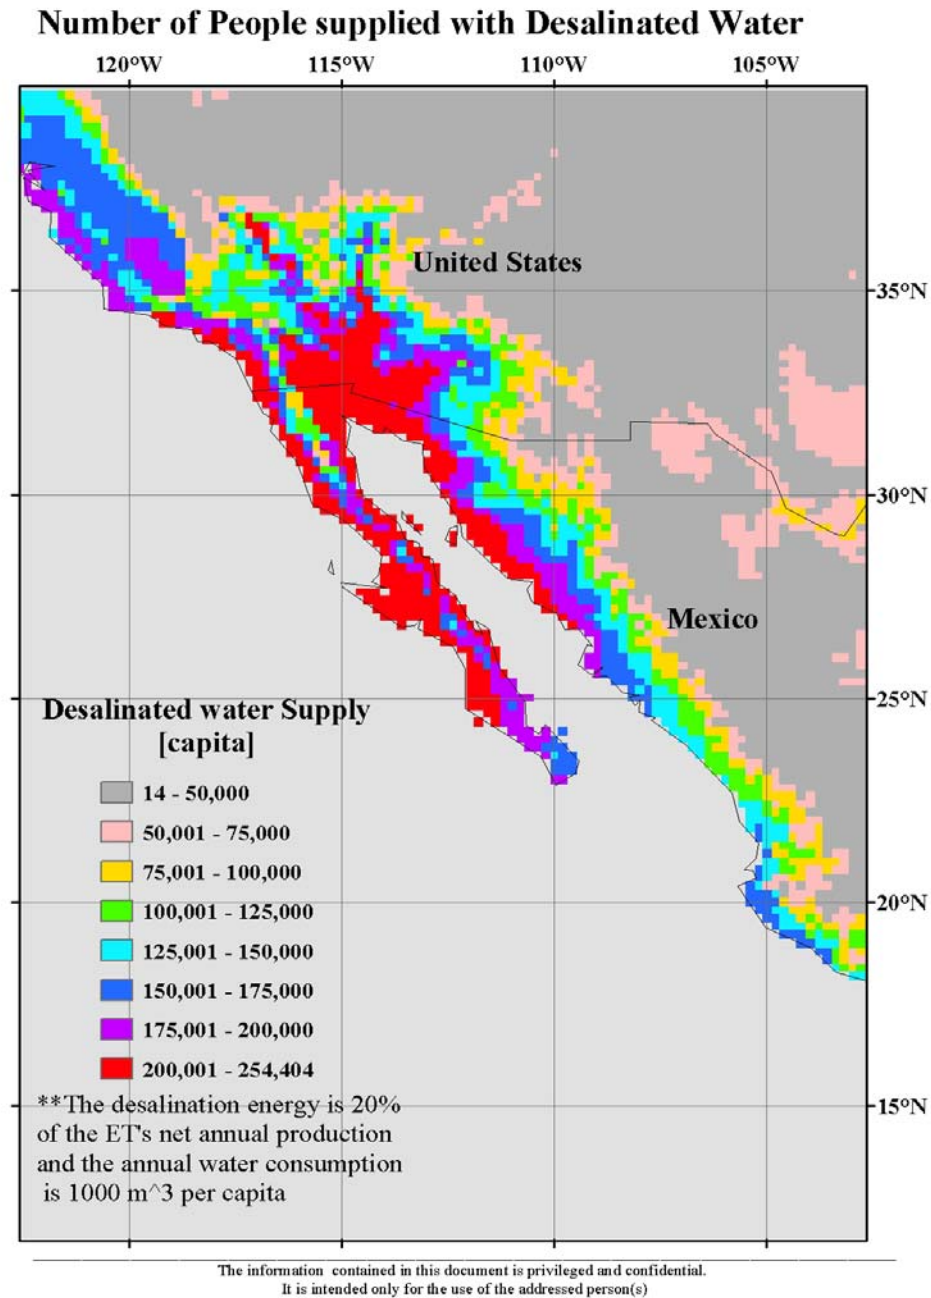 Number of People supplied with Desalinated Water
120°W 115°W 110°W 105°W
United States
35°N
30°N
Mexico
25°N
Desalinated water Supply
[capita]
14 - 50,000
50,001 - 75,000
75,001 - 100,000
100,001 - 125,000
20°N
125,001 - 150,000
150,001 - 175,000
175,001 - 200,000
200,001 - 254,404
**The desalination energy is 20%
15°N
of the ET's net annual production
and the annual water consumption
is 1000 m^3 per capita
The information contained in this document is privileged and confidential.
It is intended only for the use of the addressed person(s)